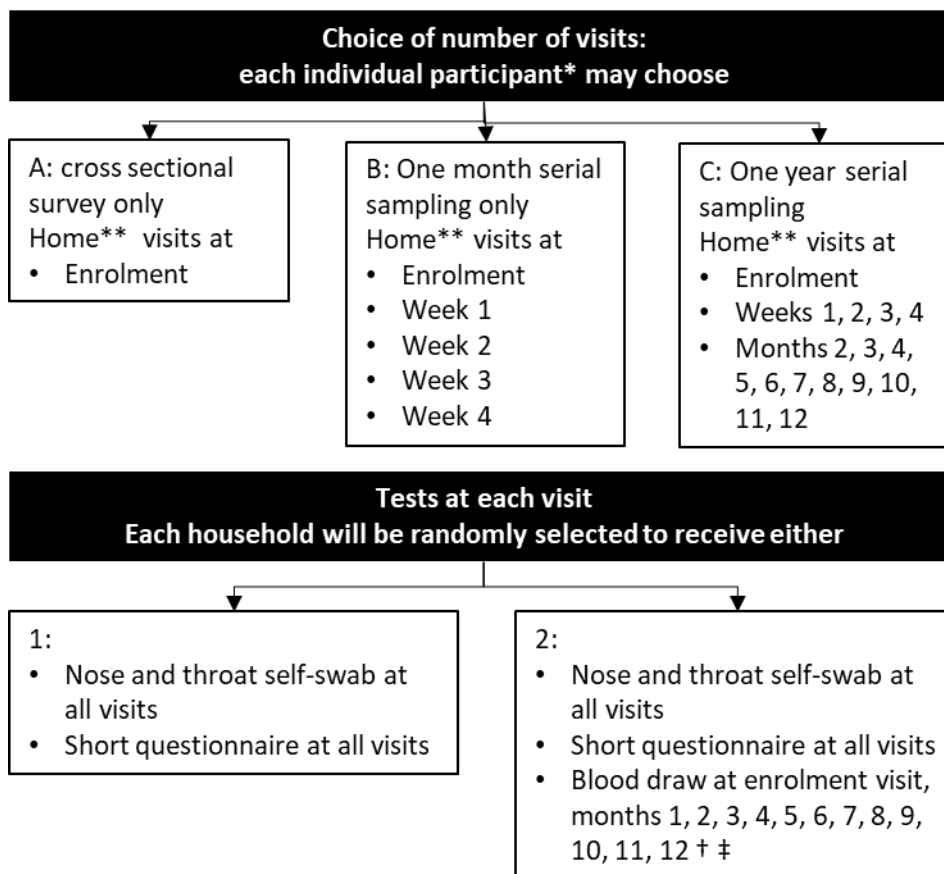 Choice of number of visits:
each individual participant* may choose
A: cross sectional
survey only
Home** visits at
• Enrolment
B: One month serial
sampling only
Home** visits at
• Enrolment
• Week 1
• Week 2
• Week 3
• Week 4
C: One year serial
sampling
Home** visits at
• Enrolment
• Weeks 1, 2, 3, 4
• Months 2, 3, 4,
5, 6, 7, 8, 9, 10,
11, 12
Tests at each visit
Each household will be randomly selected to receive either
1:
• Nose and throat self-swab at
all visits
• Short questionnaire at all visits
2:
• Nose and throat self-swab at
all visits
• Short questionnaire at all visits
• Blood draw at enrolment visit,
months 1, 2, 3, 4, 5, 6, 7, 8, 9,
10, 11, 12 † ‡